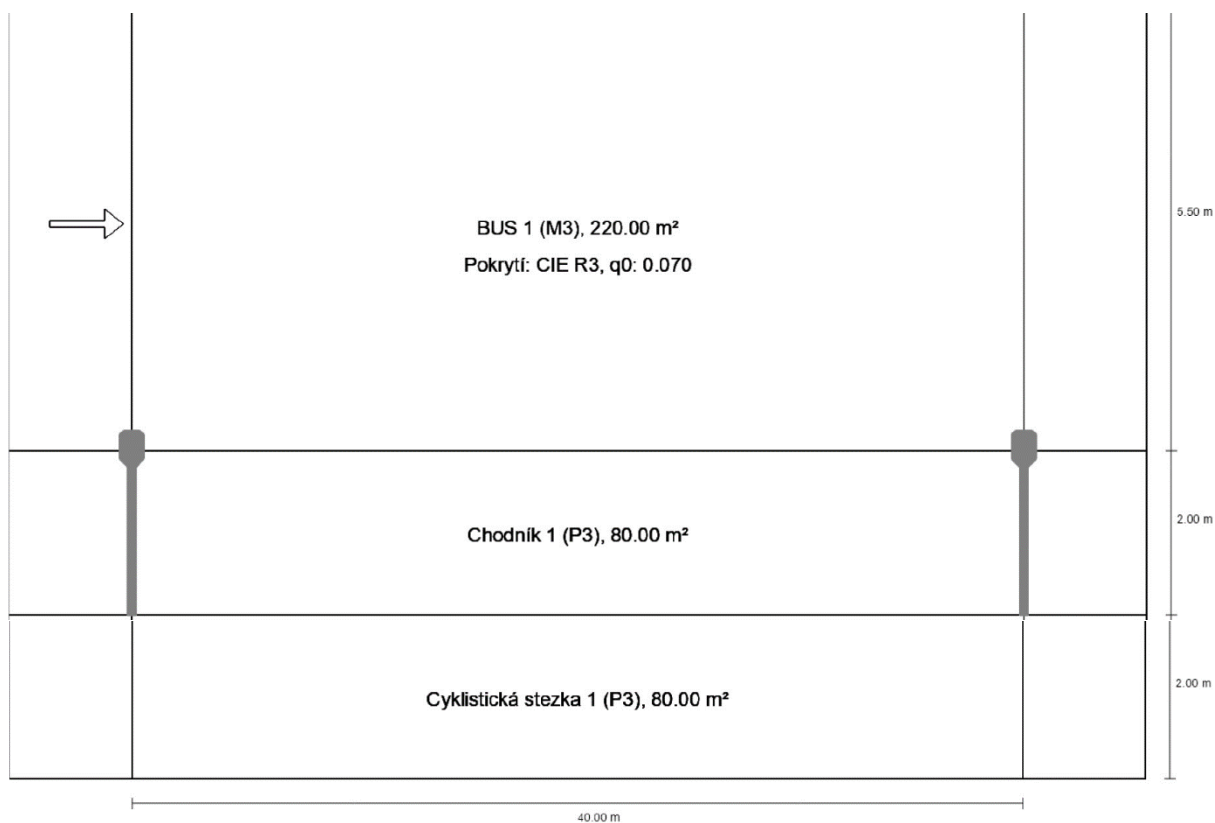 BUS 1 (M3), 220.00 m²
5.50 m
Pokrytí: CIE R3, q0: 0.070
Chodník 1 (P3), 80.00 m²
2.00 m
Cyklistická stezka 1 (P3), 80.00 m²
2.00 m
40.00 m